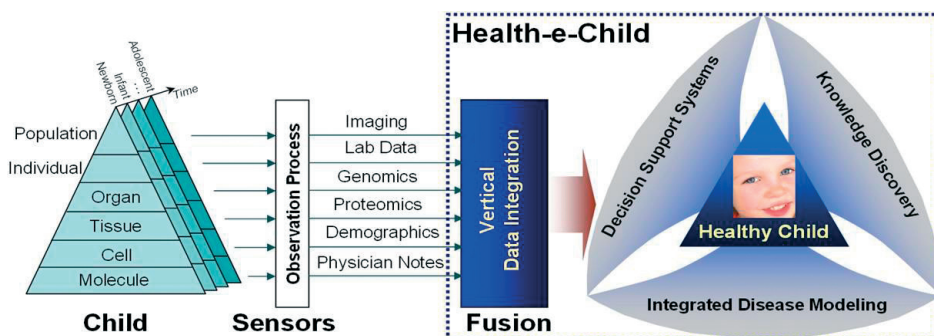 Health-e-Child
Newborn
Infant
...
Adolescent
Time
Population
Individual
Organ
Tissue
Cell
Molecule
Child
Observation Process
Sensors
Imaging
Lab Data
Genomics
Proteomics
Demographics
Physician Notes
Vertical
Data Integration
Fusion
Decision Support Systems
Knowledge Discovery
Healthy Child
Integrated Disease Modeling